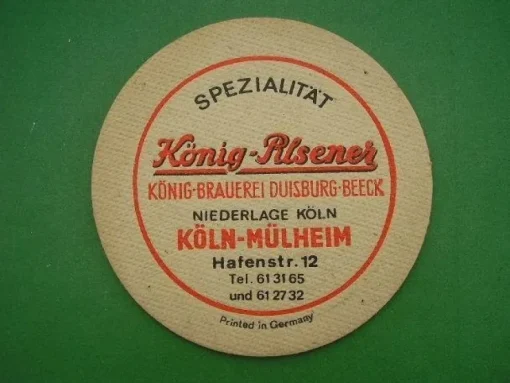 SPEZIALITÄT
König-Pilsener
KÖNIG-BRAUEREI DUISBURG-BEECK
NIEDERLAGE KÖLN
KÖLN-MÜLHEIM
Hafenstr. 12
Tel. 613165
und 612732
Printed in Germany